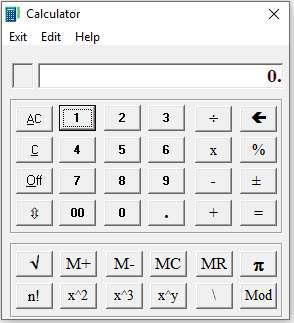 Calculator
Exit Edit Help
0.
AC 1 2 3 ÷ 🡰
C 4 5 6 x %
Off 7 8 9 - ±
⇳ 00 0 . + =
√ M+ M- MC MR π
n! x^2 x^3 x^y \ Mod